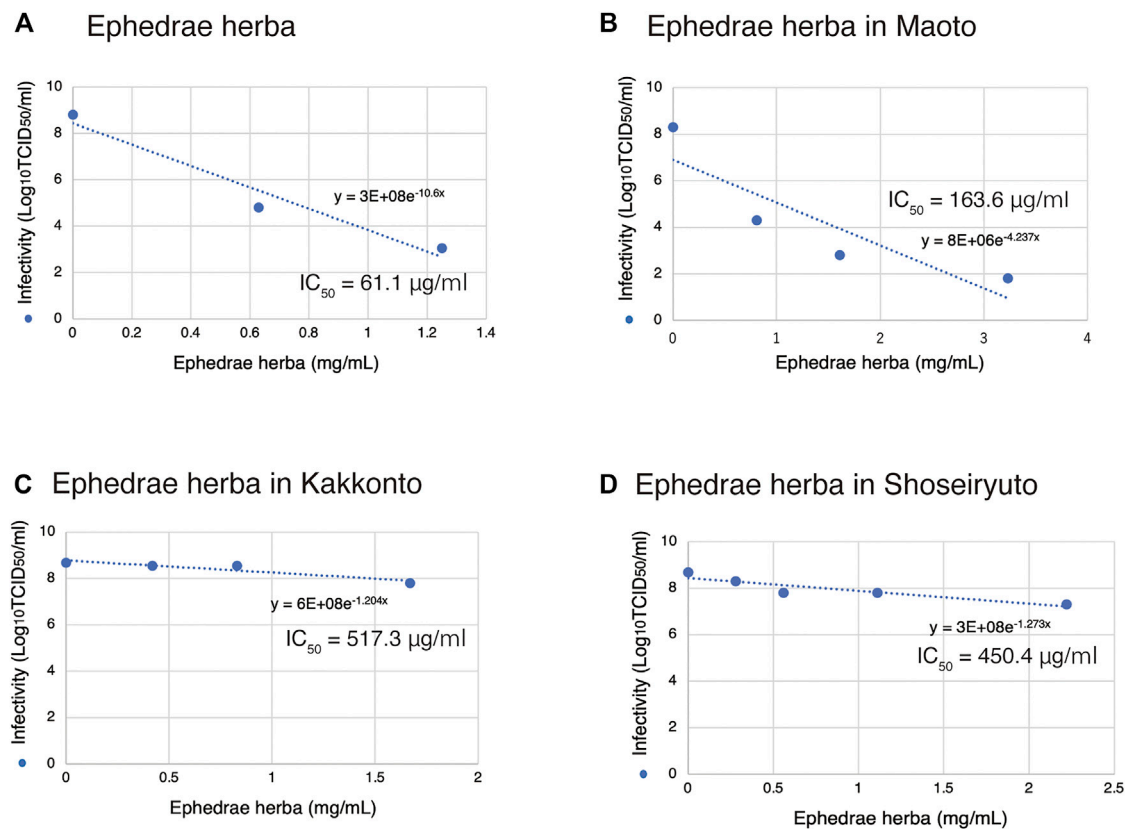 A Ephedrae herba
Infectivity (Log10TCID50/ml)
10
8
6
4
2
0
y = 3E+08e-10.6x
IC50 = 61.1 µg/ml
0 0.2 0.4 0.6 0.8 1 1.2 1.4
Ephedrae herba (mg/mL)
B Ephedrae herba in Maoto
Infectivity (Log10TCID50/ml)
10
8
6
4
2
0
IC50 = 163.6 µg/ml
y = 8E+06e-4.237x
0 1 2 3 4
Ephedrae herba (mg/mL)
C Ephedrae herba in Kakkonto
Infectivity (Log10TCID50/ml)
10
8
6
4
2
0
y = 6E+08e-1.204x
IC50 = 517.3 µg/ml
0 0.5 1 1.5 2
Ephedrae herba (mg/mL)
D Ephedrae herba in Shoseiryuto
Infectivity (Log10TCID50/ml)
10
8
6
4
2
0
y = 3E+08e-1.273x
IC50 = 450.4 µg/ml
0 0.5 1 1.5 2 2.5
Ephedrae herba (mg/mL)